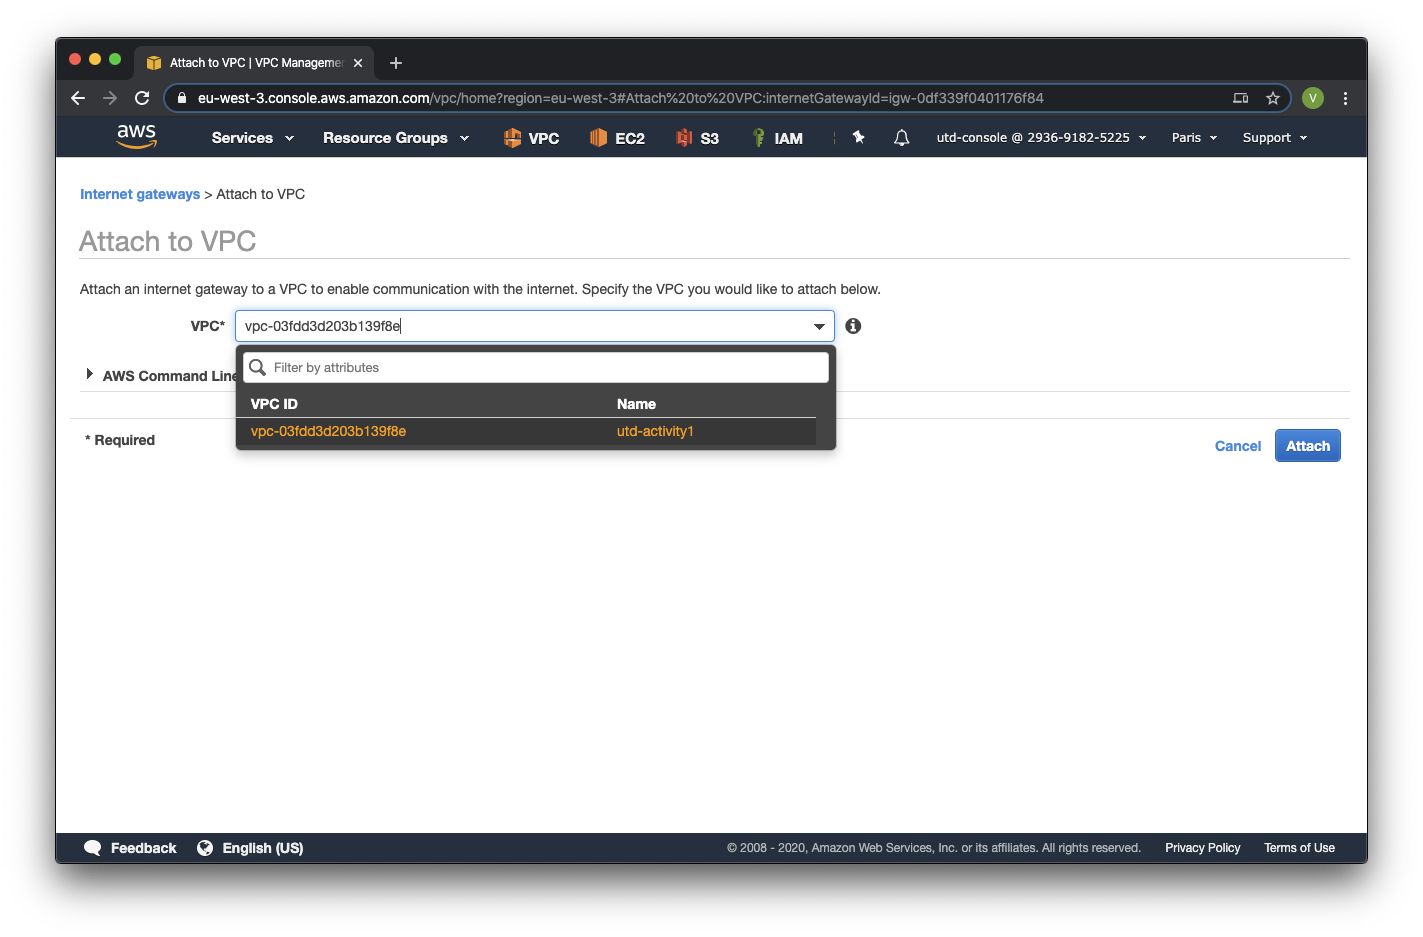 Attach to VPC | VPC Manageme
eu-west-3.console.aws.amazon.com/vpc/home?region=eu-west-3#Attach%20to%20VPC:internetGatewayId=igw-0df339f0401176f84
V
aws Services Resource Groups VPC EC2 S3 IAM utd-console @ 2936-9182-5225 Paris Support
Internet gateways > Attach to VPC
Attach to VPC
Attach an internet gateway to a VPC to enable communication with the internet. Specify the VPC you would like to attach below.
VPC* vpc-03fdd3d203b139f8e
Filter by attributes
AWS Command Line
VPC ID Name
vpc-03fdd3d203b139f8e utd-activity1
* Required
Cancel Attach
Feedback English (US) © 2008 - 2020, Amazon Web Services, Inc. or its affiliates. All rights reserved. Privacy Policy Terms of Use